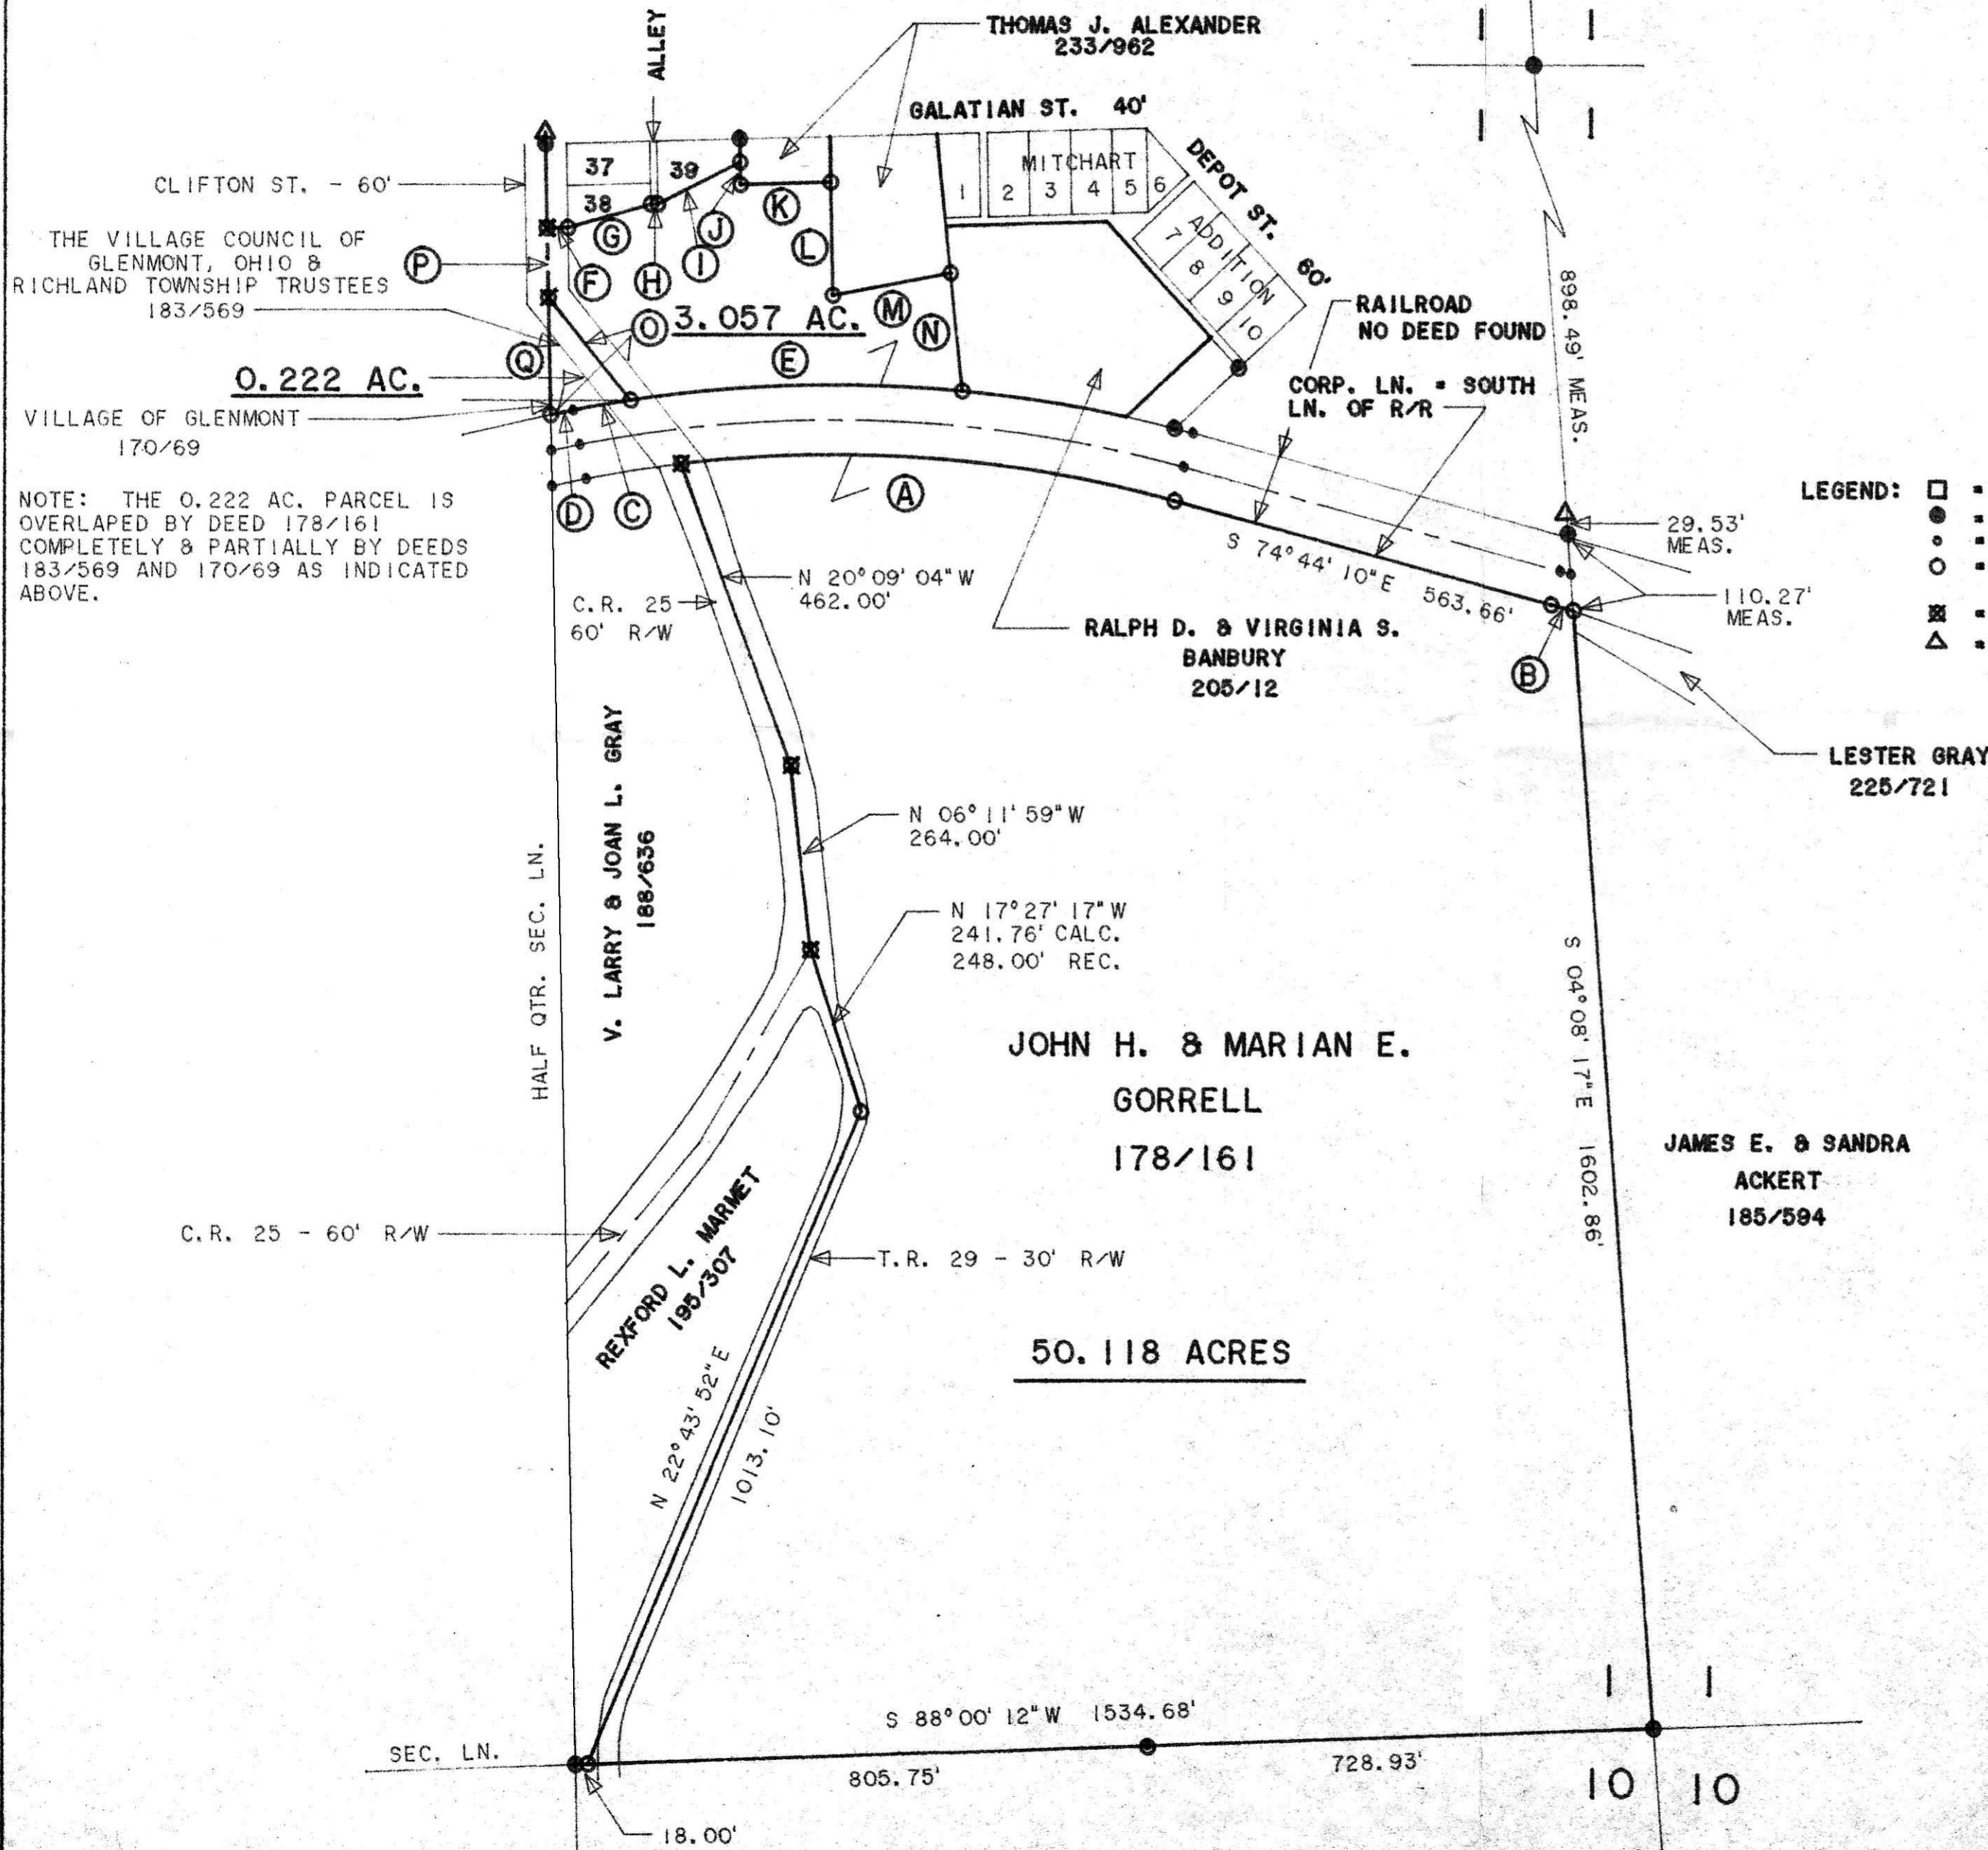 THOMAS J. ALEXANDER
233/962
ALLEY
GALATIAN ST. 40'
CLIFTON ST. - 60'
37
39
38
MITCHART
1
2
3
4
5
6
DEPOT ST. 60'
ADDITION
7
8
9
10
THE VILLAGE COUNCIL OF
GLENMONT, OHIO &
RICHLAND TOWNSHIP TRUSTEES
183/569
P
F
G
H
I
J
K
L
M
N
O
E
Q
3.057 AC.
0.222 AC.
VILLAGE OF GLENMONT
170/69
NOTE: THE 0.222 AC. PARCEL IS
OVERLAPED BY DEED 178/161
COMPLETELY & PARTIALLY BY DEEDS
183/569 AND 170/69 AS INDICATED
ABOVE.
D
C
A
B
RAILROAD
NO DEED FOUND
CORP. LN. = SOUTH
LN. OF R/R
898.49' MEAS.
29.53'
MEAS.
110.27'
MEAS.
LEGEND:
S 74°44'10"E 563.66'
N 20°09'04"W
462.00'
C.R. 25
60' R/W
RALPH D. & VIRGINIA S.
BANBURY
205/12
LESTER GRAY
225/721
V. LARRY & JOAN L. GRAY
188/636
HALF QTR. SEC. LN.
N 06°11'59"W
264.00'
N 17°27'17"W
241.76' CALC.
248.00' REC.
JOHN H. & MARIAN E.
GORRELL
178/161
S 04°08'17"E 1602.86'
JAMES E. & SANDRA
ACKERT
185/594
C.R. 25 - 60' R/W
REXFORD L. MARMET
195/307
T.R. 29 - 30' R/W
50.118 ACRES
N 22°43'52"E
1013.10'
S 88°00'12"W 1534.68'
SEC. LN.
805.75'
728.93'
18.00'
10
10